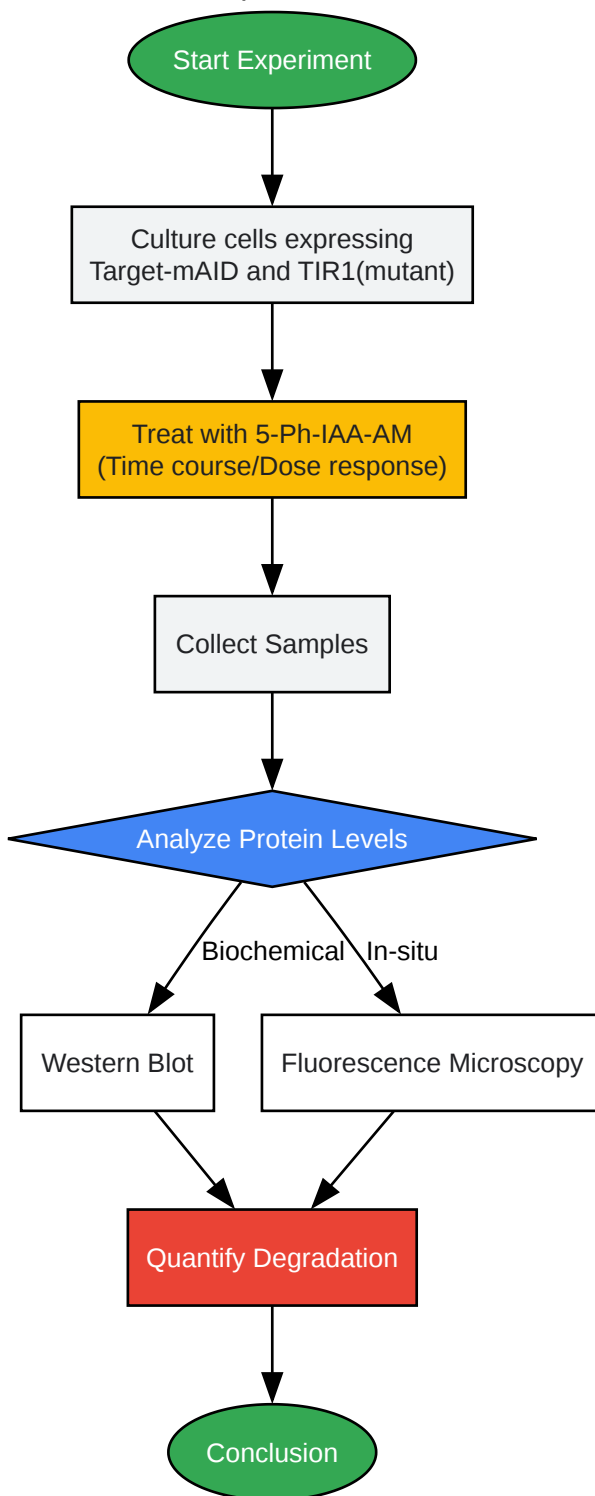 Start Experiment
Culture cells expressing
Target-mAID and TIR1(mutant)
Treat with 5-Ph-IAA-AM
(Time course/Dose response)
Collect Samples
Analyze Protein Levels
Biochemical
In-situ
Western Blot
Fluorescence Microscopy
Quantify Degradation
Conclusion